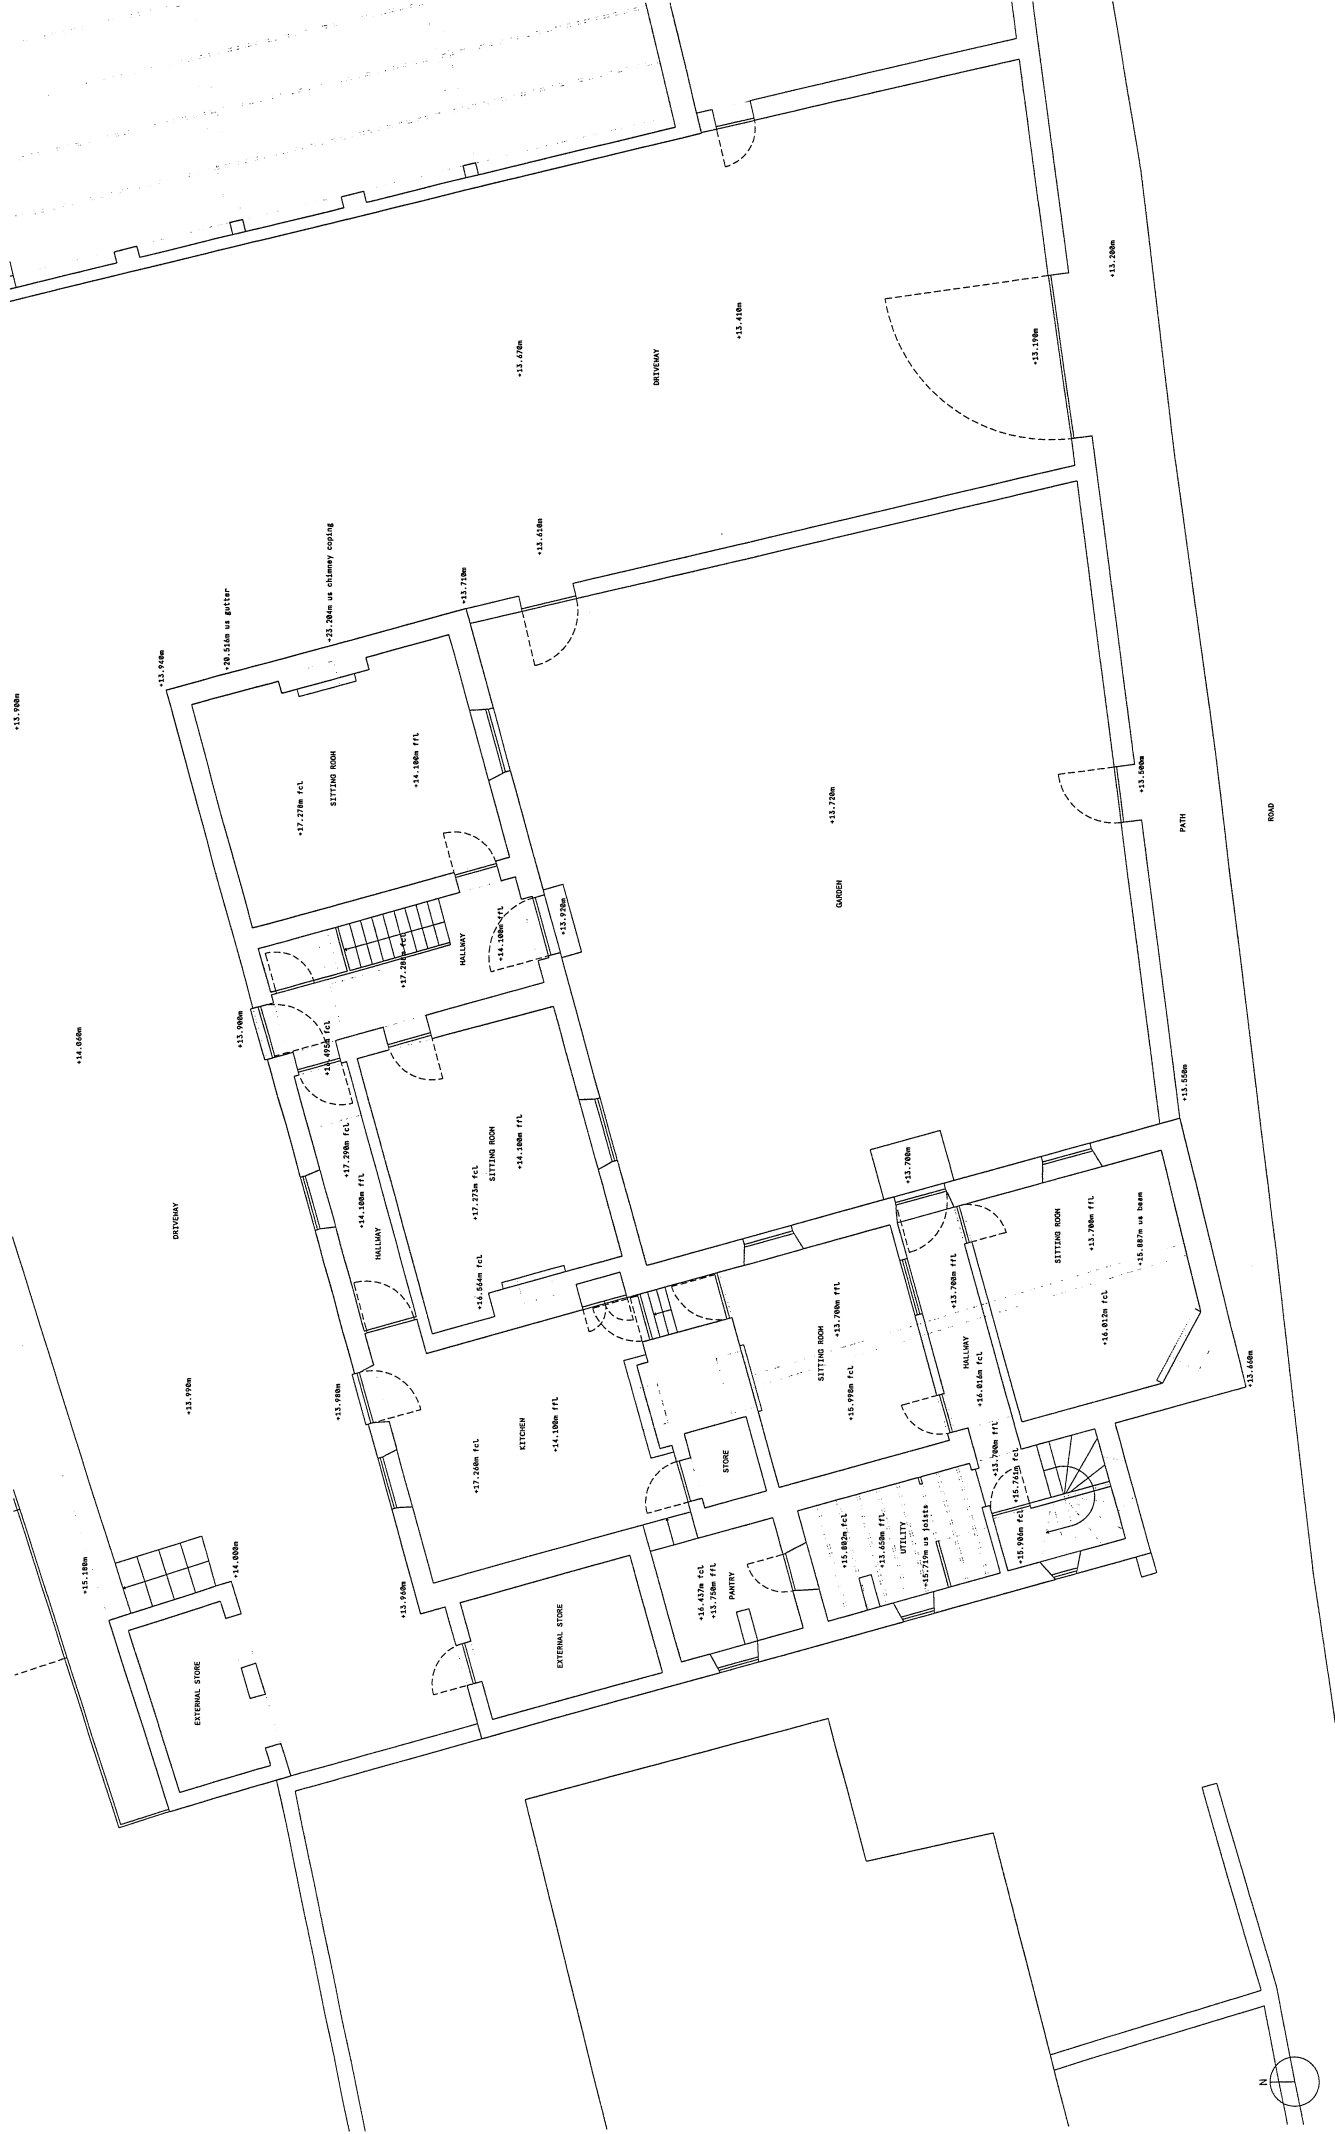 +13.200m
+13.410m
+13.190m
+13.670m
DRIVEWAY
+13.610m
+23.204m us chimney coping
+20.516m us gutter
+13.710m
+13.940m
+13.900m
+14.100m ffl
SITTING ROOM
+17.270m fcl
+13.720m
+13.500m
PATH
ROAD
GARDEN
+13.920m
+14.100m ffl
HALLWAY
fcl
+13.900m
+14.060m
fcl
+13.550m
+17.290m fcl
+14.100m ffl
HALLWAY
+14.100m ffl
SITTING ROOM
+17.273m fcl
+16.564m fcl
DRIVEWAY
+13.700m
SITTING ROOM
+13.700m ffl
+15.887m us beam
+16.012m fcl
+13.700m ffl
HALLWAY
+16.016m fcl
+13.700m ffl
SITTING ROOM
+15.998m fcl
+13.990m
+13.980m
KITCHEN
+14.100m ffl
+17.260m fcl
STORE
+13.660m
+13.700m ffl
+15.761m fcl
+15.906m fcl
+15.802m fcl
+13.650m ffl
UTILITY
+15.719m us joists
+16.437m fcl
+13.750m ffl
PANTRY
+15.180m
+14.000m
+13.960m
EXTERNAL STORE
EXTERNAL STORE
N